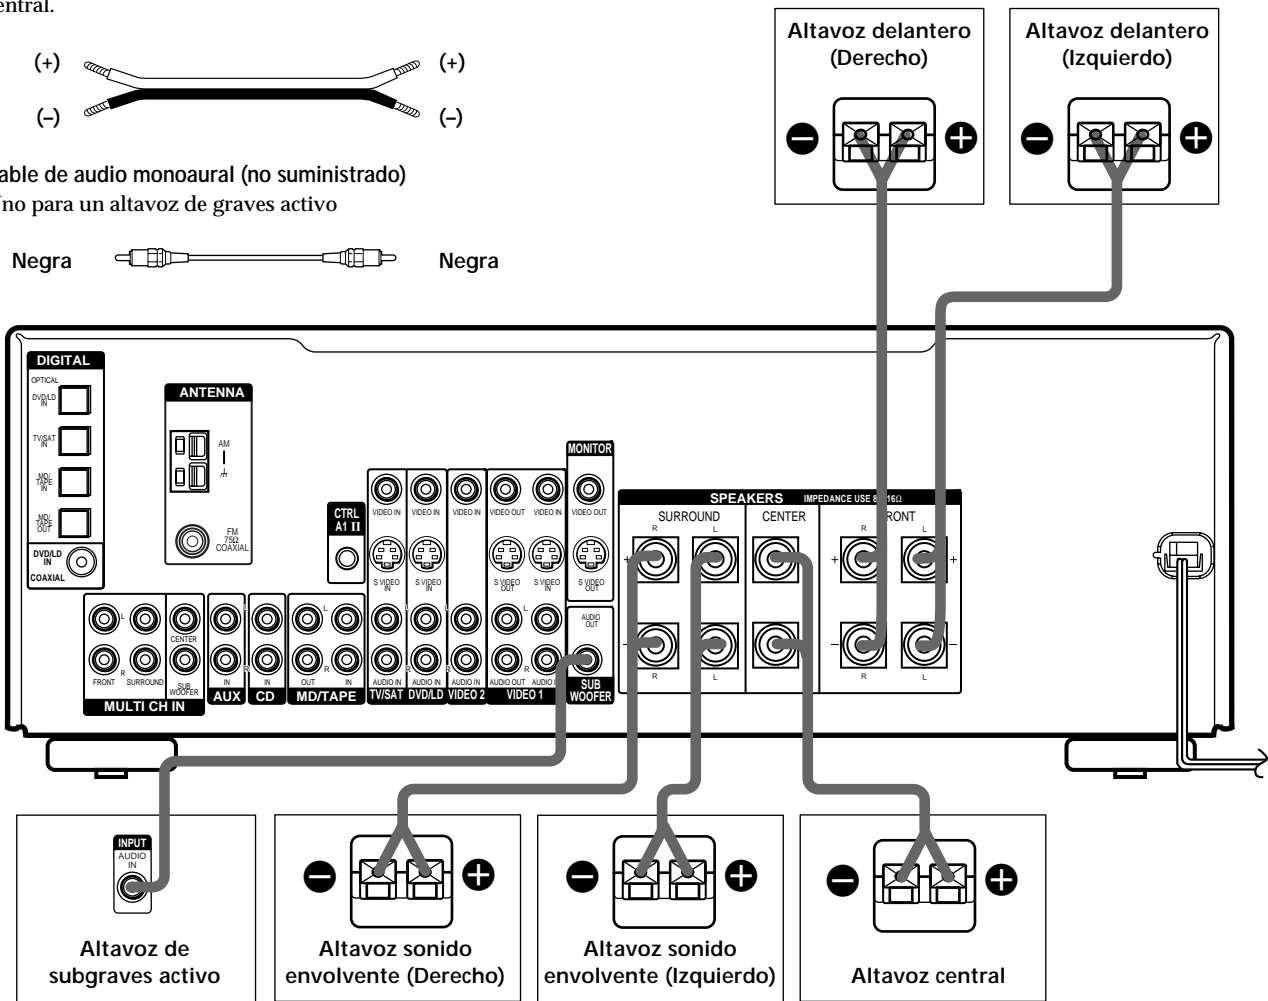 entral.
(+) (+)
(–) (–)
able de audio monoaural (no suministrado)
Uno para un altavoz de graves activo
Negra Negra
Altavoz delantero
(Derecho)
Altavoz delantero
(Izquierdo)
DIGITAL
OPTICAL
DVD/LD
IN
TV/SAT
IN
MD/
TAPE
IN
MD/
TAPE
OUT
DVD/LD
IN
COAXIAL
ANTENNA
AM
FM
75Ω
COAXIAL
CTRL
A1 II
MONITOR
VIDEO IN VIDEO IN VIDEO IN VIDEO OUT VIDEO IN VIDEO OUT
S VIDEO
IN
S VIDEO
IN
S VIDEO
OUT
S VIDEO
IN
S VIDEO
OUT
L L L L L
CENTER
AUDIO
OUT
R R R R R
FRONT SURROUND SUB
WOOFER
IN IN OUT IN
AUDIO IN AUDIO IN AUDIO IN AUDIO OUT AUDIO IN
MULTI CH IN AUX CD MD/TAPE TV/SAT DVD/LD VIDEO 2 VIDEO 1 SUB
WOOFER
SPEAKERS IMPEDANCE USE 8 16Ω
SURROUND CENTER FRONT
R L R L
+ + +
– – –
R L R L
INPUT
AUDIO
IN
Altavoz de
subgraves activo
– +
Altavoz sonido
envolvente (Derecho)
– +
Altavoz sonido
envolvente (Izquierdo)
– +
Altavoz central